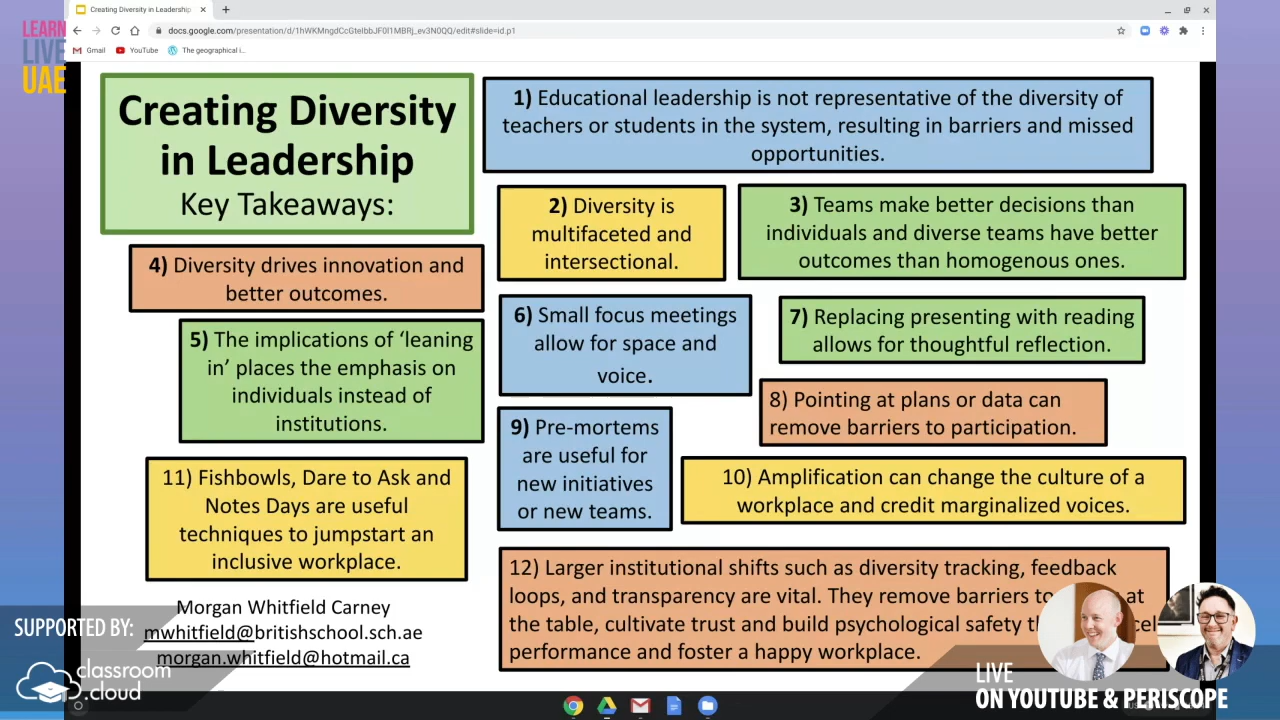 LEARN
LIVE
UAE
Creating Diversity in Leadership
docs.google.com/presentation/d/1hWKMngdCcGtelbbJF0l1MBRj_ev3N0QQ/edit#slide=id.p1
Gmail
YouTube
The geographical i...
Creating Diversity
in Leadership
Key Takeaways:
1) Educational leadership is not representative of the diversity of
teachers or students in the system, resulting in barriers and missed
opportunities.
2) Diversity is
multifaceted and
intersectional.
3) Teams make better decisions than
individuals and diverse teams have better
outcomes than homogenous ones.
4) Diversity drives innovation and
better outcomes.
5) The implications of ‘leaning
in’ places the emphasis on
individuals instead of
institutions.
6) Small focus meetings
allow for space and
voice.
7) Replacing presenting with reading
allows for thoughtful reflection.
8) Pointing at plans or data can
remove barriers to participation.
9) Pre-mortems
are useful for
new initiatives
or new teams.
10) Amplification can change the culture of a
workplace and credit marginalized voices.
11) Fishbowls, Dare to Ask and
Notes Days are useful
techniques to jumpstart an
inclusive workplace.
12) Larger institutional shifts such as diversity tracking, feedback
loops, and transparency are vital. They remove barriers to at
the table, cultivate trust and build psychological safety
performance and foster a happy workplace.
Morgan Whitfield Carney
mwhitfield@britishschool.sch.ae
morgan.whitfield@hotmail.ca
SUPPORTED BY:
classroom
.cloud
LIVE
ON YOUTUBE & PERISCOPE